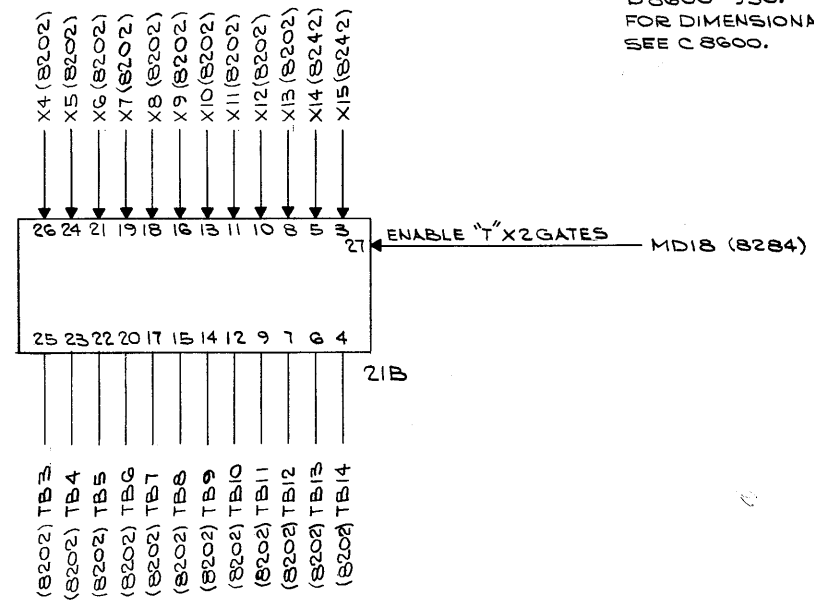 FOR DIMENSIONA
SEE C 8600.
X4 (8202)
X5 (8202)
X6 (8202)
X7 (8202)
X8 (8202)
X9 (8202)
X10 (8202)
X11 (8202)
X12 (8202)
X13 (8202)
X14 (8242)
X15 (8242)
26 24 21 19 18 16 13 11 10 8 5 3
27
ENABLE "T" X2 GATES
MD18 (8284)
25 23 22 20 17 15 14 12 9 7 6 4
21B
(8202) TB3
(8202) TB4
(8202) TB5
(8202) TB6
(8202) TB7
(8202) TB8
(8202) TB9
(8202) TB10
(8202) TB11
(8202) TB12
(8202) TB13
(8202) TB14